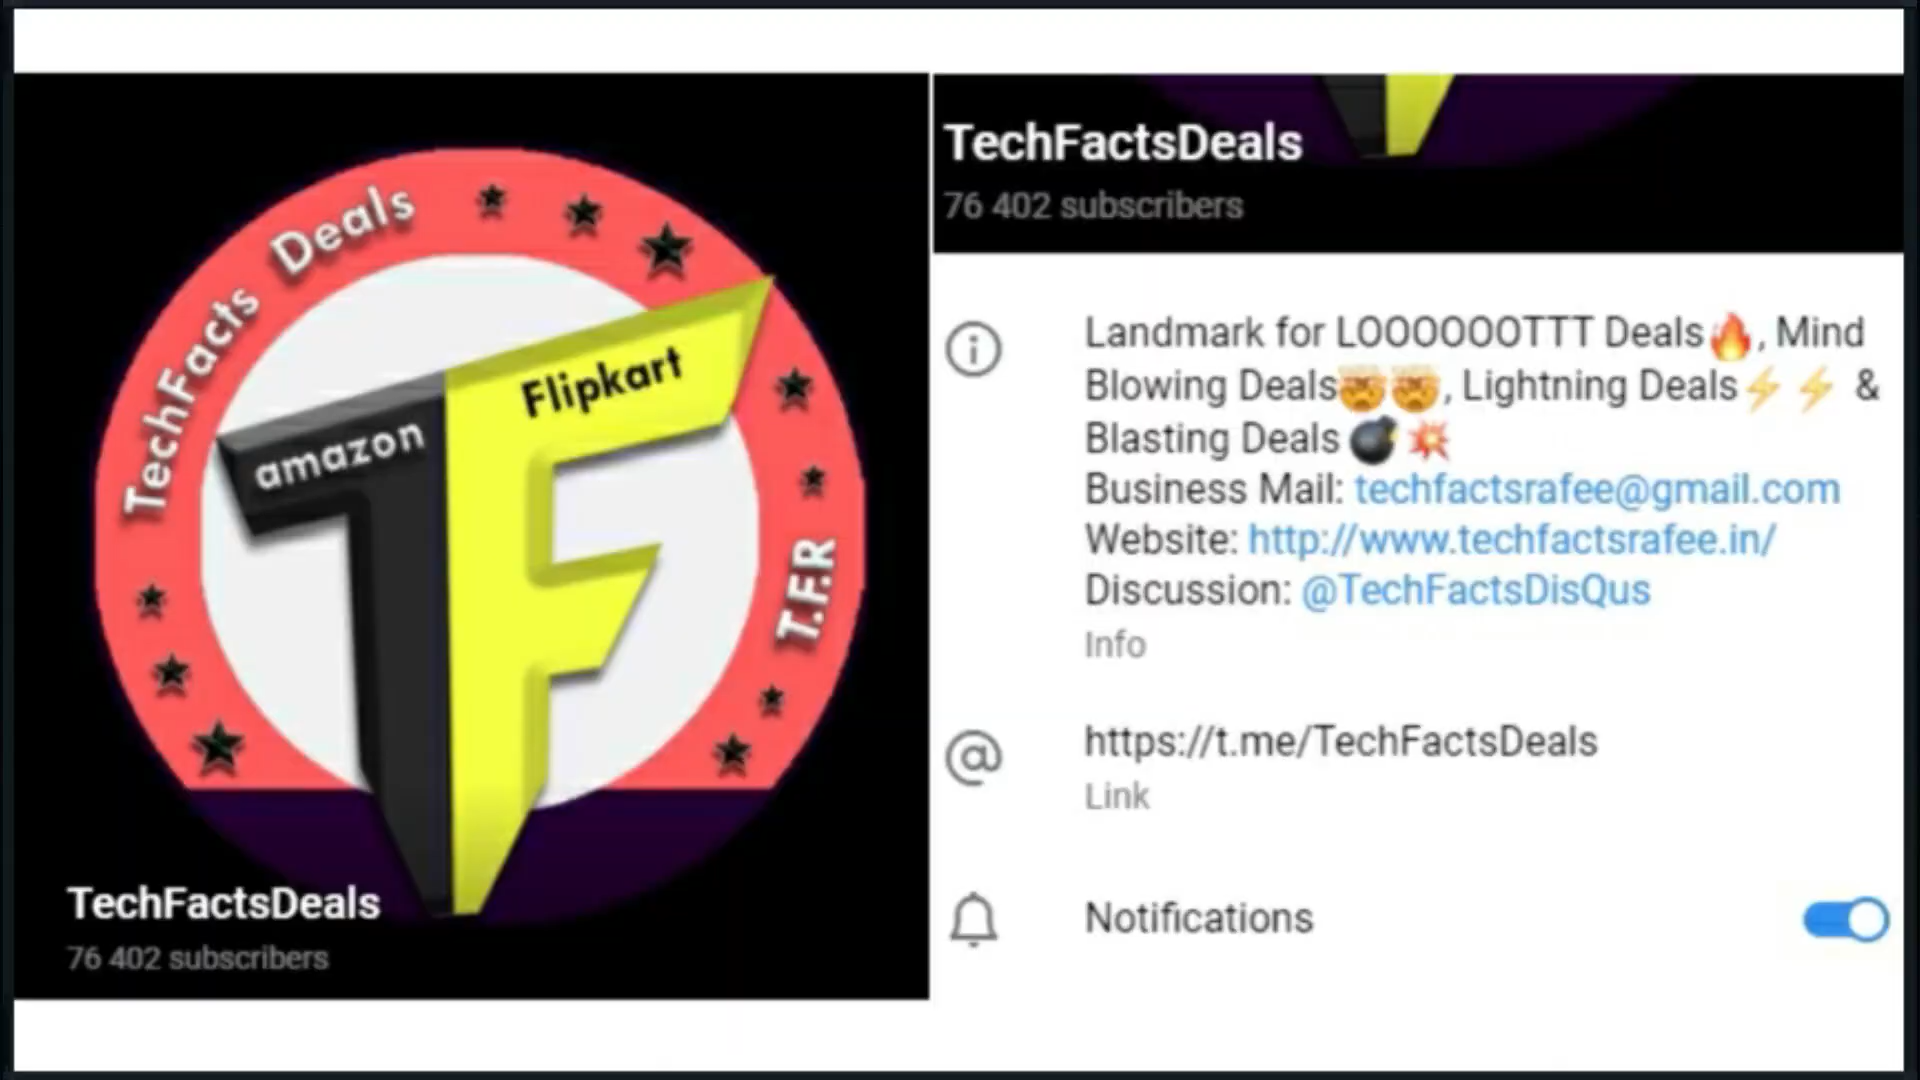 TechFacts Deals
T.F.R
amazon
Flipkart
TechFactsDeals
76 402 subscribers
TechFactsDeals
76 402 subscribers
Landmark for LOOOOOOTTT Deals🔥, Mind
Blowing Deals🤯🤯, Lightning Deals⚡⚡ &
Blasting Deals 💣💥
Business Mail: techfactsrafee@gmail.com
Website: http://www.techfactsrafee.in/
Discussion: @TechFactsDisQus
Info
https://t.me/TechFactsDeals
Link
Notifications